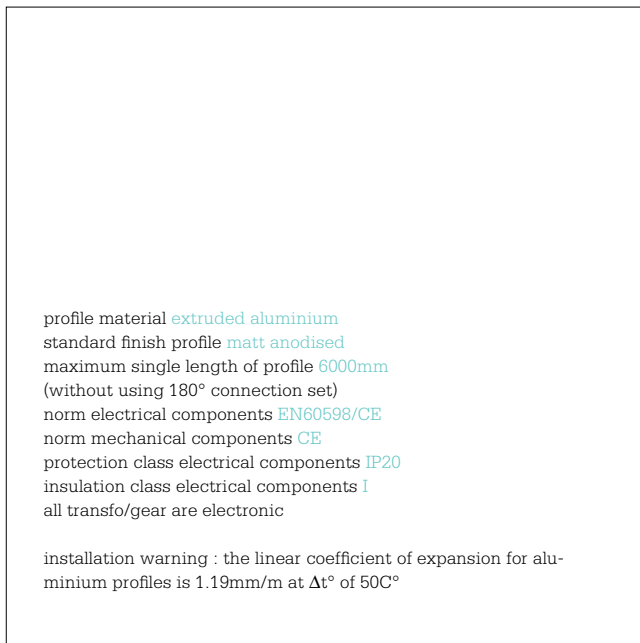 profile material extruded aluminium
standard finish profile matt anodised
maximum single length of profile 6000mm
(without using 180° connection set)
norm electrical components EN60598/CE
norm mechanical components CE
protection class electrical components IP20
insulation class electrical components I
all transfo/gear are electronic
installation warning : the linear coefficient of expansion for alu-
minium profiles is 1.19mm/m at Δt° of 50C°